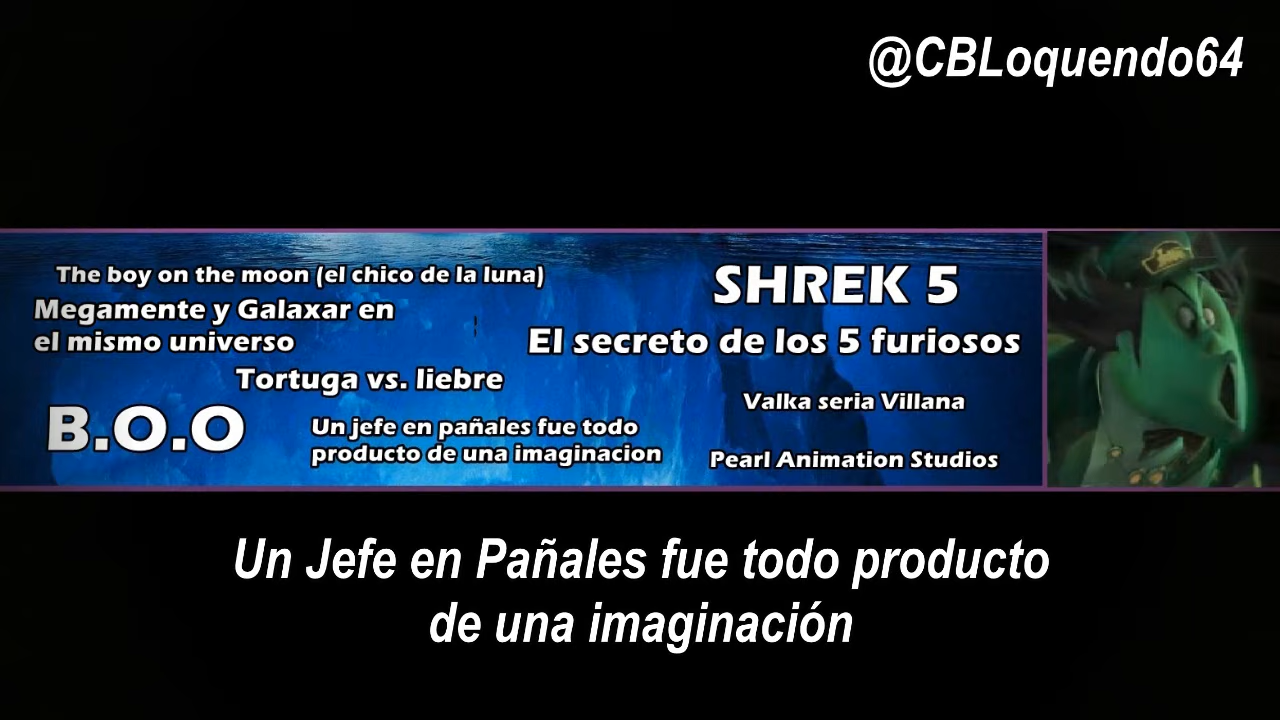 @CBLoquendo64
The boy on the moon (el chico de la luna)
Megamente y Galaxar en
el mismo universo
Tortuga vs. liebre
B.O.O
Un jefe en pañales fue todo
producto de una imaginacion
SHREK 5
El secreto de los 5 furiosos
Valka seria Villana
Pearl Animation Studios
Un Jefe en Pañales fue todo producto
de una imaginación